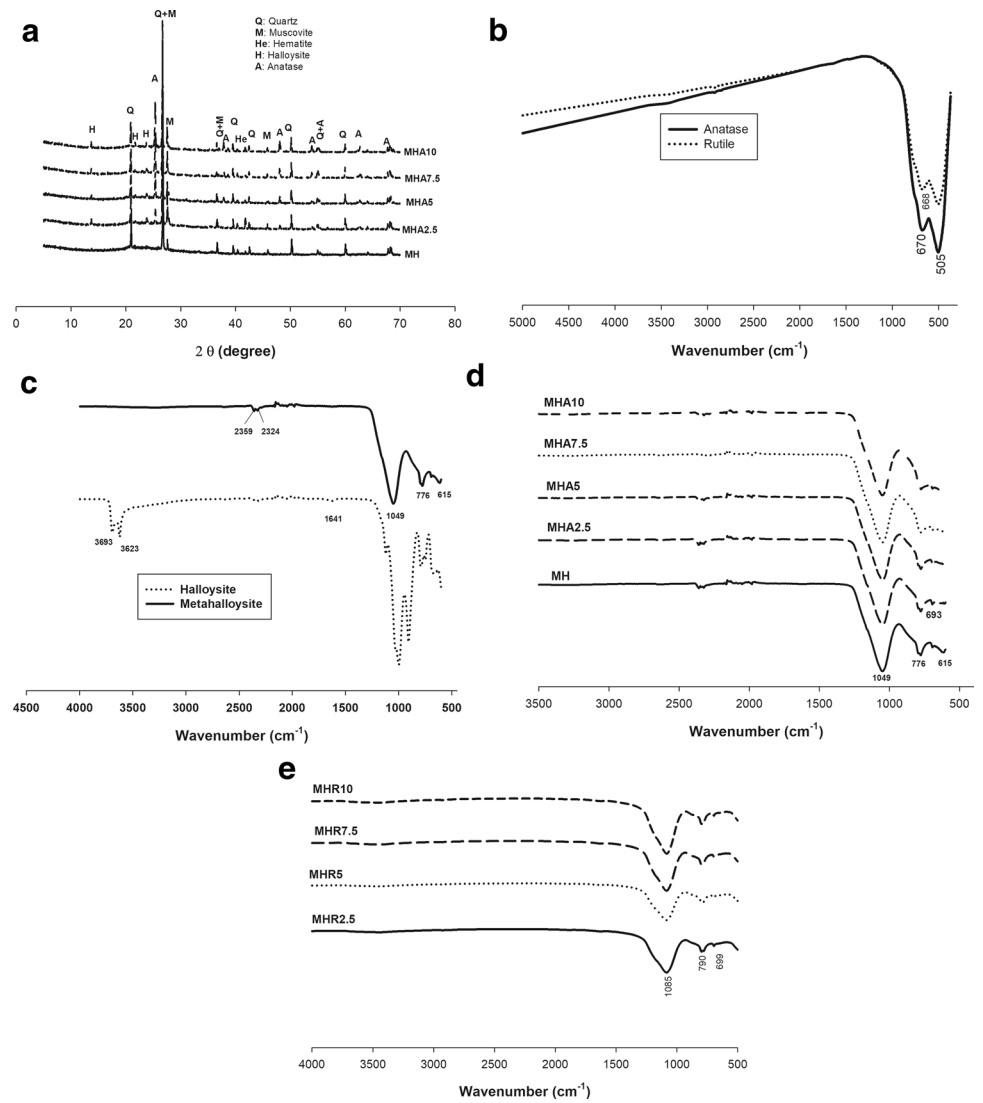 a
Q+M
Q: Quartz
M: Muscovite
He: Hematite
H: Halloysite
A: Anatase
A
Q
H
H
H
M
Q+M
A
Q
He
Q
M
A
Q
A
Q+A
Q
A
A
MHA10
MHA7.5
MHA5
MHA2.5
MH
0 10 20 30 40 50 60 70 80
2 θ (degree)
b
Anatase
Rutile
668
670
505
5000 4500 4000 3500 3000 2500 2000 1500 1000 500
Wavenumber (cm⁻¹)
c
2359
2324
1049
776
615
3693
3623
1641
Halloysite
Metahalloysite
4500 4000 3500 3000 2500 2000 1500 1000 500
Wavenumber (cm⁻¹)
d
MHA10
MHA7.5
MHA5
MHA2.5
MH
693
1049
776
615
3500 3000 2500 2000 1500 1000 500
Wavenumber (cm⁻¹)
e
MHR10
MHR7.5
MHR5
MHR2.5
1085
790
699
4000 3500 3000 2500 2000 1500 1000 500
Wavenumber (cm⁻¹)